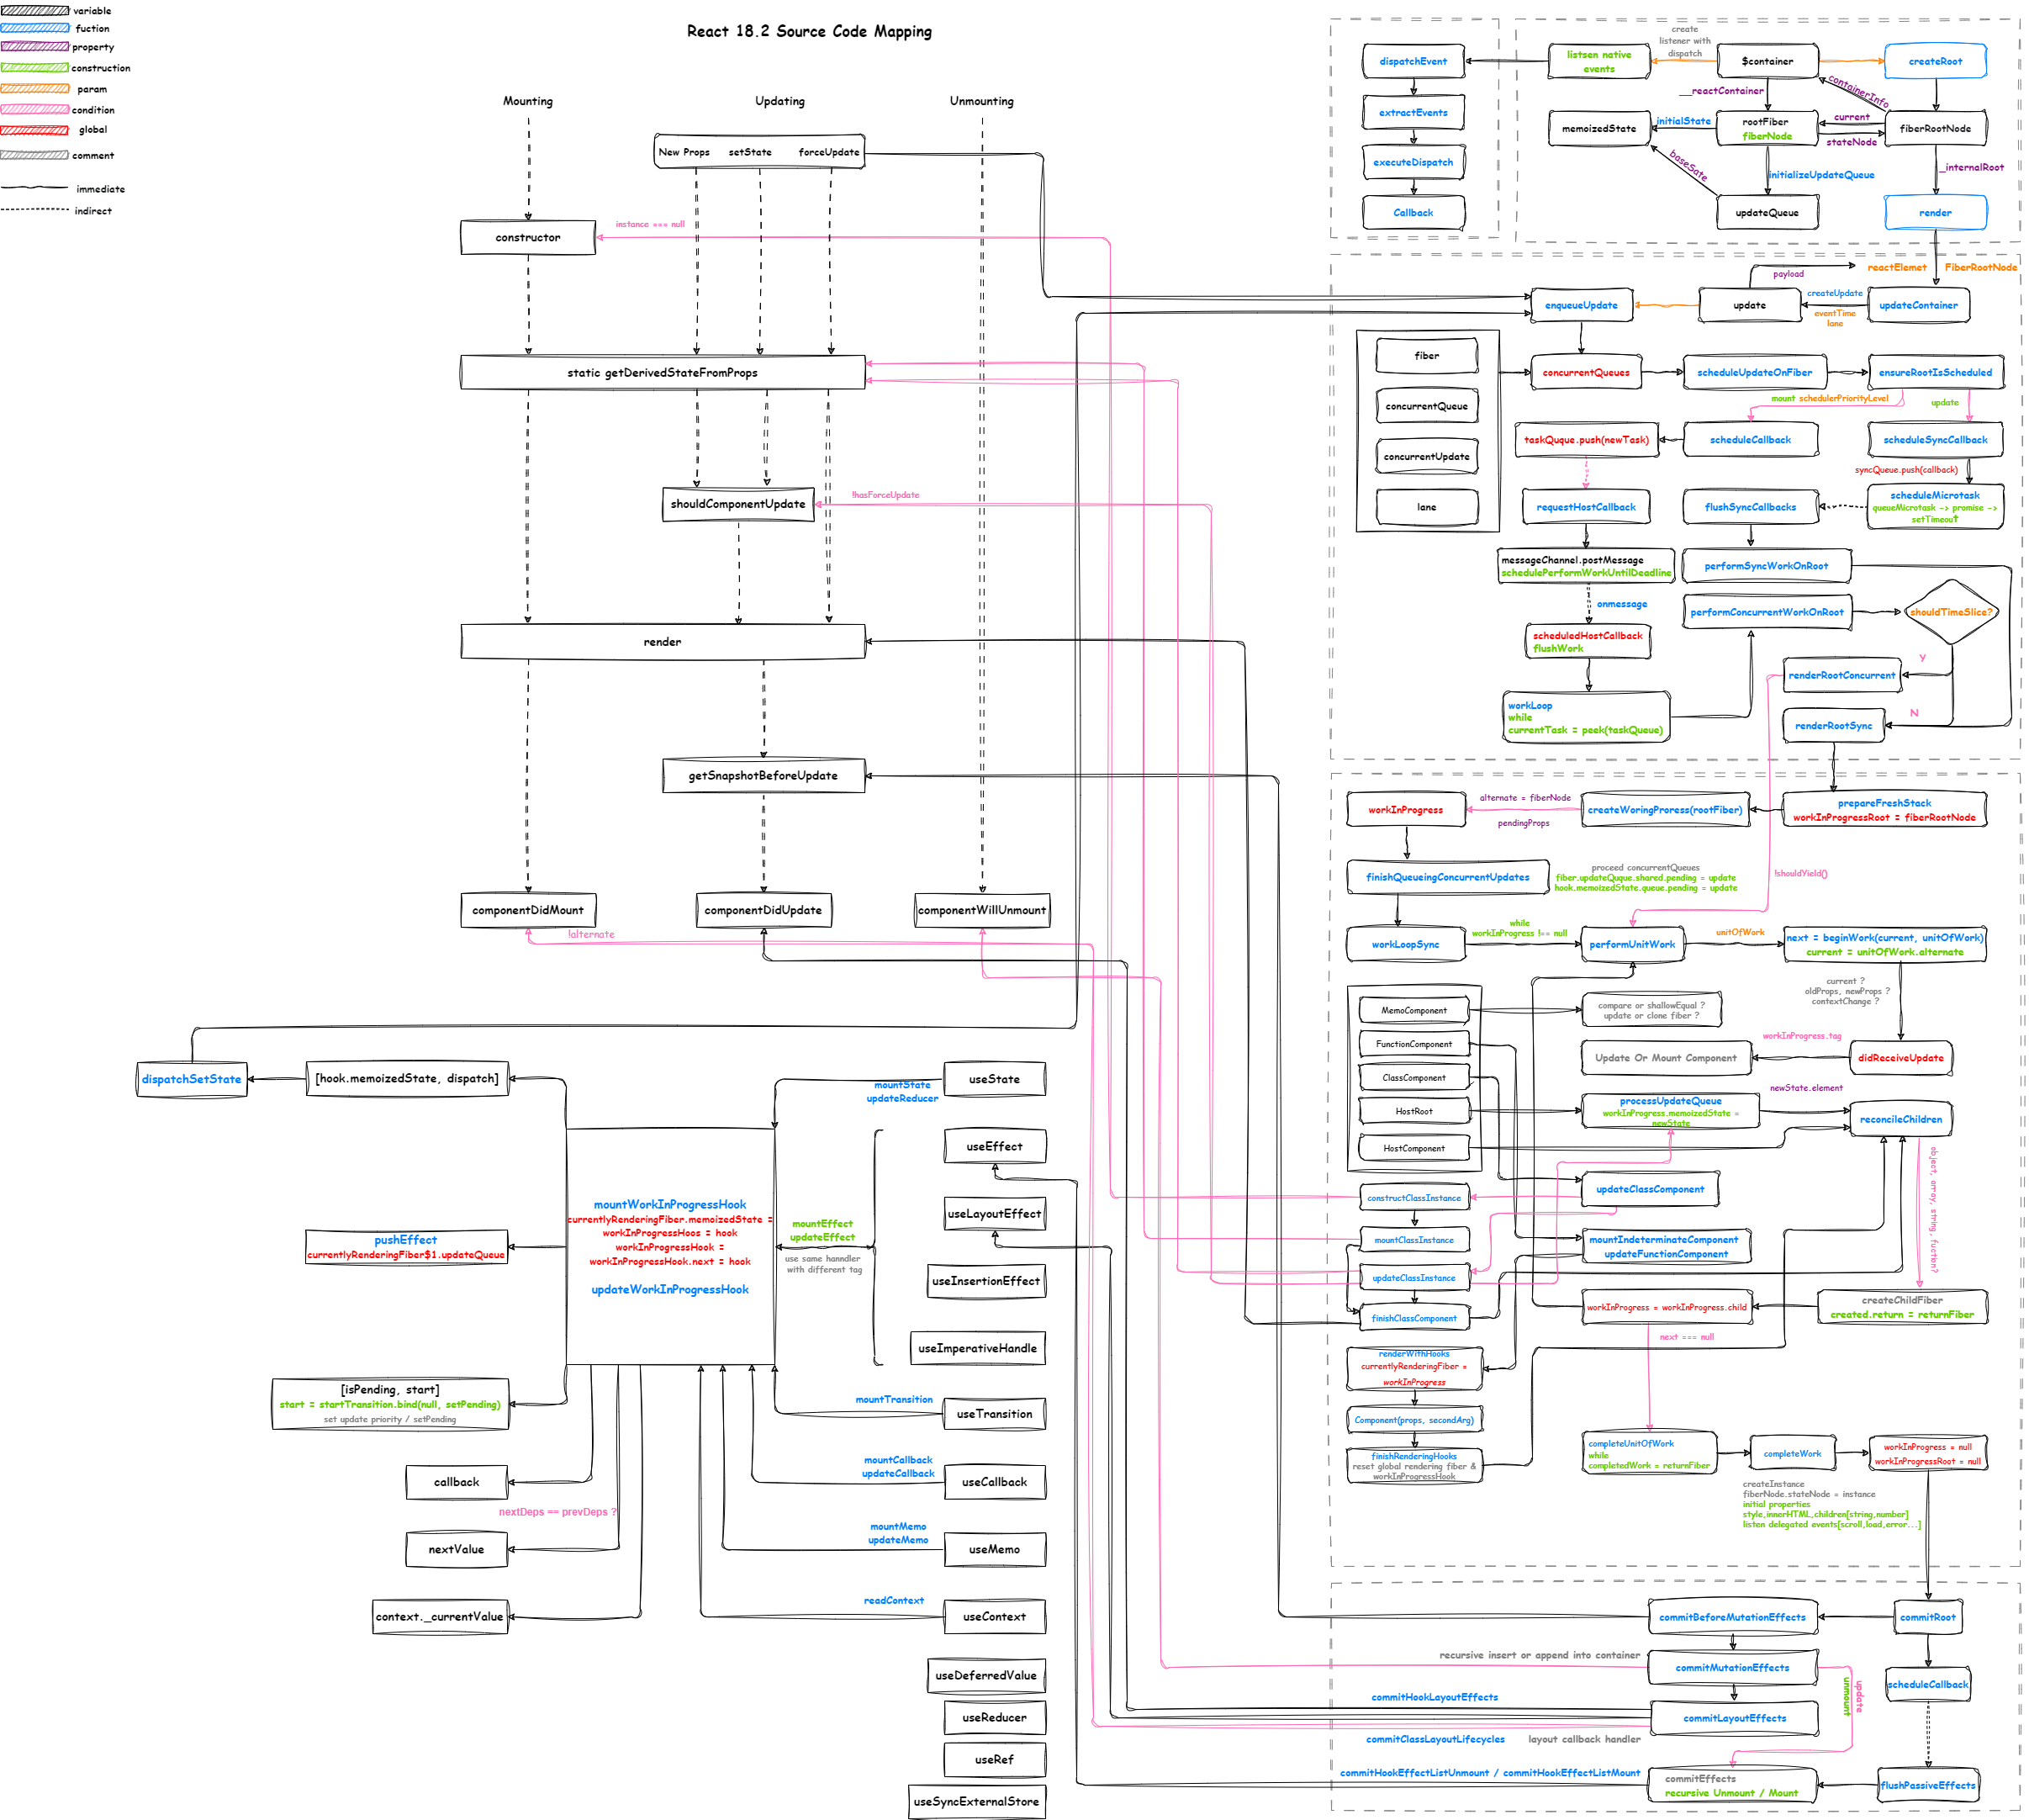 variable
fuction
property
construction
param
condition
global
comment
immediate
indirect
React 18.2 Source Code Mapping
Mounting
Updating
Unmounting
New Props
setState
forceUpdate
constructor
instance === null
static getDerivedStateFromProps
shouldComponentUpdate
!hasForceUpdate
render
getSnapshotBeforeUpdate
componentDidMount
componentDidUpdate
componentWillUnmount
!alternate
dispatchSetState
[hook.memoizedState, dispatch]
mountState
updateReducer
useState
useEffect
useLayoutEffect
useInsertionEffect
useImperativeHandle
mountWorkInProgressHook
currentlyRenderingFiber.memoizedState =
workInProgressHoos = hook
workInProgressHook =
workInProgressHook.next = hook
updateWorkInProgressHook
mountEffect
updateEffect
use same hanndler
with different tag
pushEffect
currentlyRenderingFiber$1.updateQueue
[isPending, start]
start = startTransition.bind(null, setPending)
set update priority / setPending
mountTransition
useTransition
callback
mountCallback
updateCallback
useCallback
nextDeps == prevDeps ?
nextValue
mountMemo
updateMemo
useMemo
context._currentValue
readContext
useContext
useDeferredValue
useReducer
useRef
useSyncExternalStore
dispatchEvent
extractEvents
executeDispatch
Callback
listsen native
events
create
listener with
dispatch
$container
createRoot
__reactContainer
containerInfo
memoizedState
initialState
rootFiber
fiberNode
current
stateNode
fiberRootNode
baseSate
initializeUpdateQueue
_internalRoot
updateQueue
render
payload
reactElemet
FiberRootNode
enqueueUpdate
update
createUpdate
eventTime
lane
updateContainer
fiber
concurrentQueue
concurrentUpdate
lane
concurrentQueues
scheduleUpdateOnFiber
ensureRootIsScheduled
mount schedulerPriorityLevel
update
taskQuque.push(newTask)
scheduleCallback
scheduleSyncCallback
syncQueue.push(callback)
requestHostCallback
flushSyncCallbacks
scheduleMicrotask
queueMicrotask -> promise ->
setTimeout
messageChannel.postMessage
schedulePerformWorkUntilDeadline
performSyncWorkOnRoot
onmessage
performConcurrentWorkOnRoot
shouldTimeSlice?
scheduledHostCallback
flushWork
Y
renderRootConcurrent
workLoop
while
currentTask = peek(taskQueue)
N
renderRootSync
workInProgress
alternate = fiberNode
pendingProps
createWoringProress(rootFiber)
prepareFreshStack
workInProgressRoot = fiberRootNode
finishQueueingConcurrentUpdates
proceed concurrentQueues
fiber.updateQuque.shared.pending = update
hook.memoizedState.queue.pending = update
!shouldYield()
workLoopSync
while
workInProgress !== null
performUnitWork
unitOfWork
next = beginWork(current, unitOfWork)
current = unitOfWork.alternate
current ?
oldProps, newProps ?
contextChange ?
MemoComponent
compare or shallowEqual ?
update or clone fiber ?
FunctionComponent
Update Or Mount Component
workInProgress.tag
didReceiveUpdate
ClassComponent
newState.element
HostRoot
processUpdateQueue
workInProgress.memoizedState =
newState
reconcileChildren
HostComponent
object, array, string, fuctoin?
constructClassInstance
updateClassComponent
mountClassInstance
mountIndeterminateComponent
updateFunctionComponent
updateClassInstance
finishClassComponent
workInProgress = workInProgress.child
createChildFiber
created.return = returnFiber
next === null
renderWithHooks
currentlyRenderingFiber =
workInProgress
Component(props, secondArg)
finishRenderingHooks
reset global rendering fiber &
workInProgressHook
completeUnitOfWork
while
completedWork = returnFiber
completeWork
workInProgress = null
workInProgressRoot = null
createInstance
fiberNode.stateNode = instance
initial properties
style,innerHTML,children[string,number]
listen delegated events[scroll,load,error...]
commitBeforeMutationEffects
commitRoot
recursive insert or append into container
commitMutationEffects
update
unmount
scheduleCallback
commitHookLayoutEffects
commitLayoutEffects
commitClassLayoutLifecycles
layout callback handler
commitHookEffectListUnmount / commitHookEffectListMount
commitEffects
recursive Unmount / Mount
flushPassiveEffects